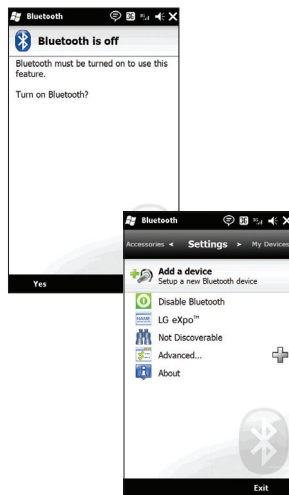 Bluetooth
Bluetooth is off
Bluetooth must be turned on to use this
feature.
Turn on Bluetooth?
Yes
Bluetooth
Accessories Settings My Devices
Add a device
Setup a new Bluetooth device
Disable Bluetooth
LG eXpo™
Not Discoverable
Advanced...
About
Exit